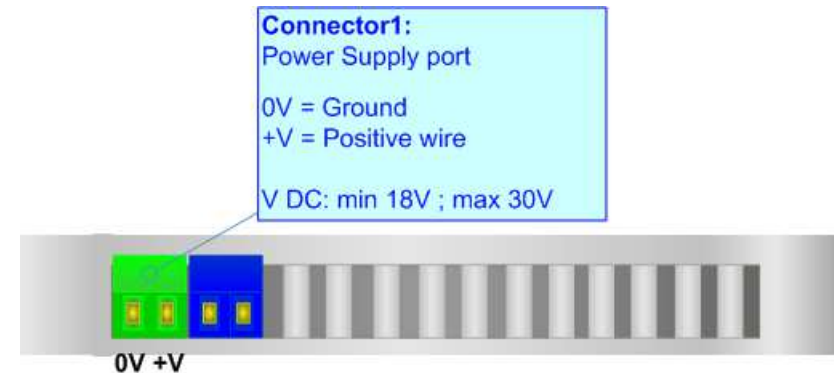 Connector1:
Power Supply port
0V = Ground
+V = Positive wire
V DC: min 18V ; max 30V
0V +V